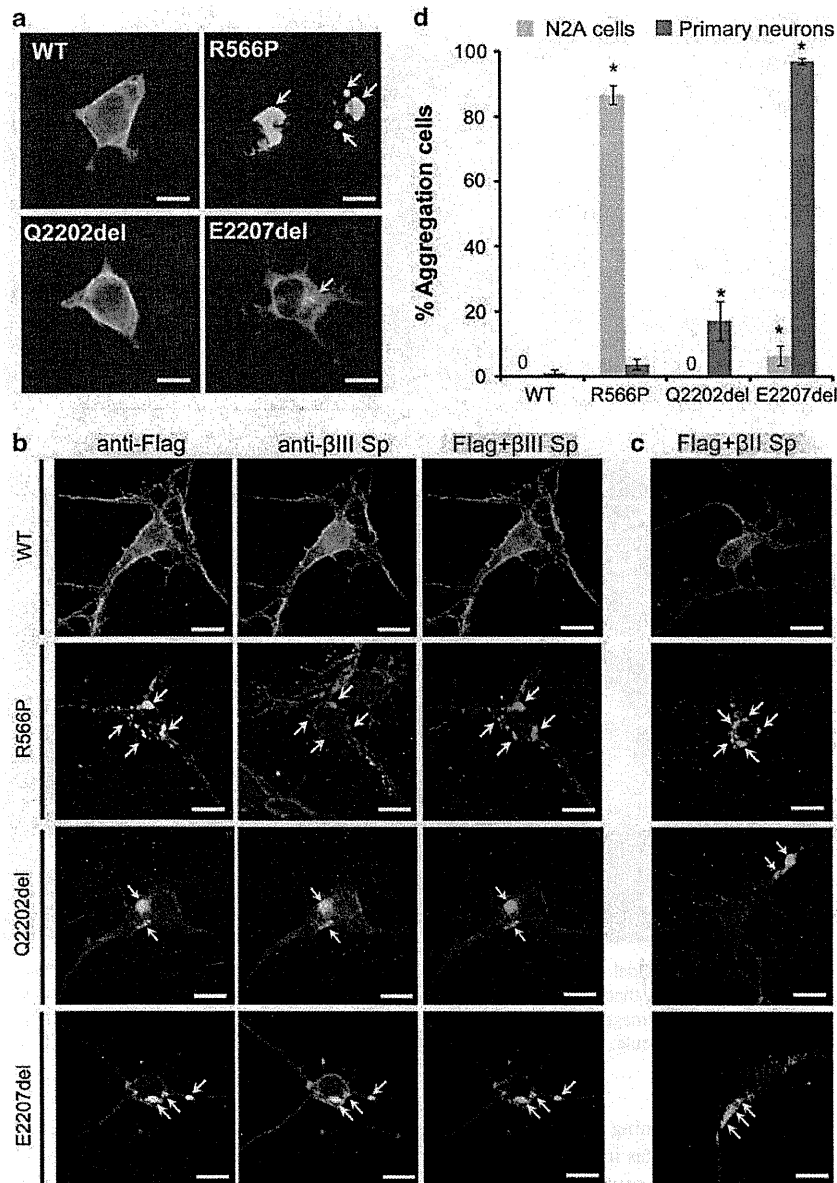 a
WT
R566P
Q2202del
E2207del
d
N2A cells
Primary neurons
% Aggregation cells
100
80
60
40
20
0
0
*
0
*
*
*
WT
R566P
Q2202del
E2207del
b
anti-Flag
anti-βIII Sp
Flag+βIII Sp
c
Flag+βII Sp
WT
R566P
Q2202del
E2207del